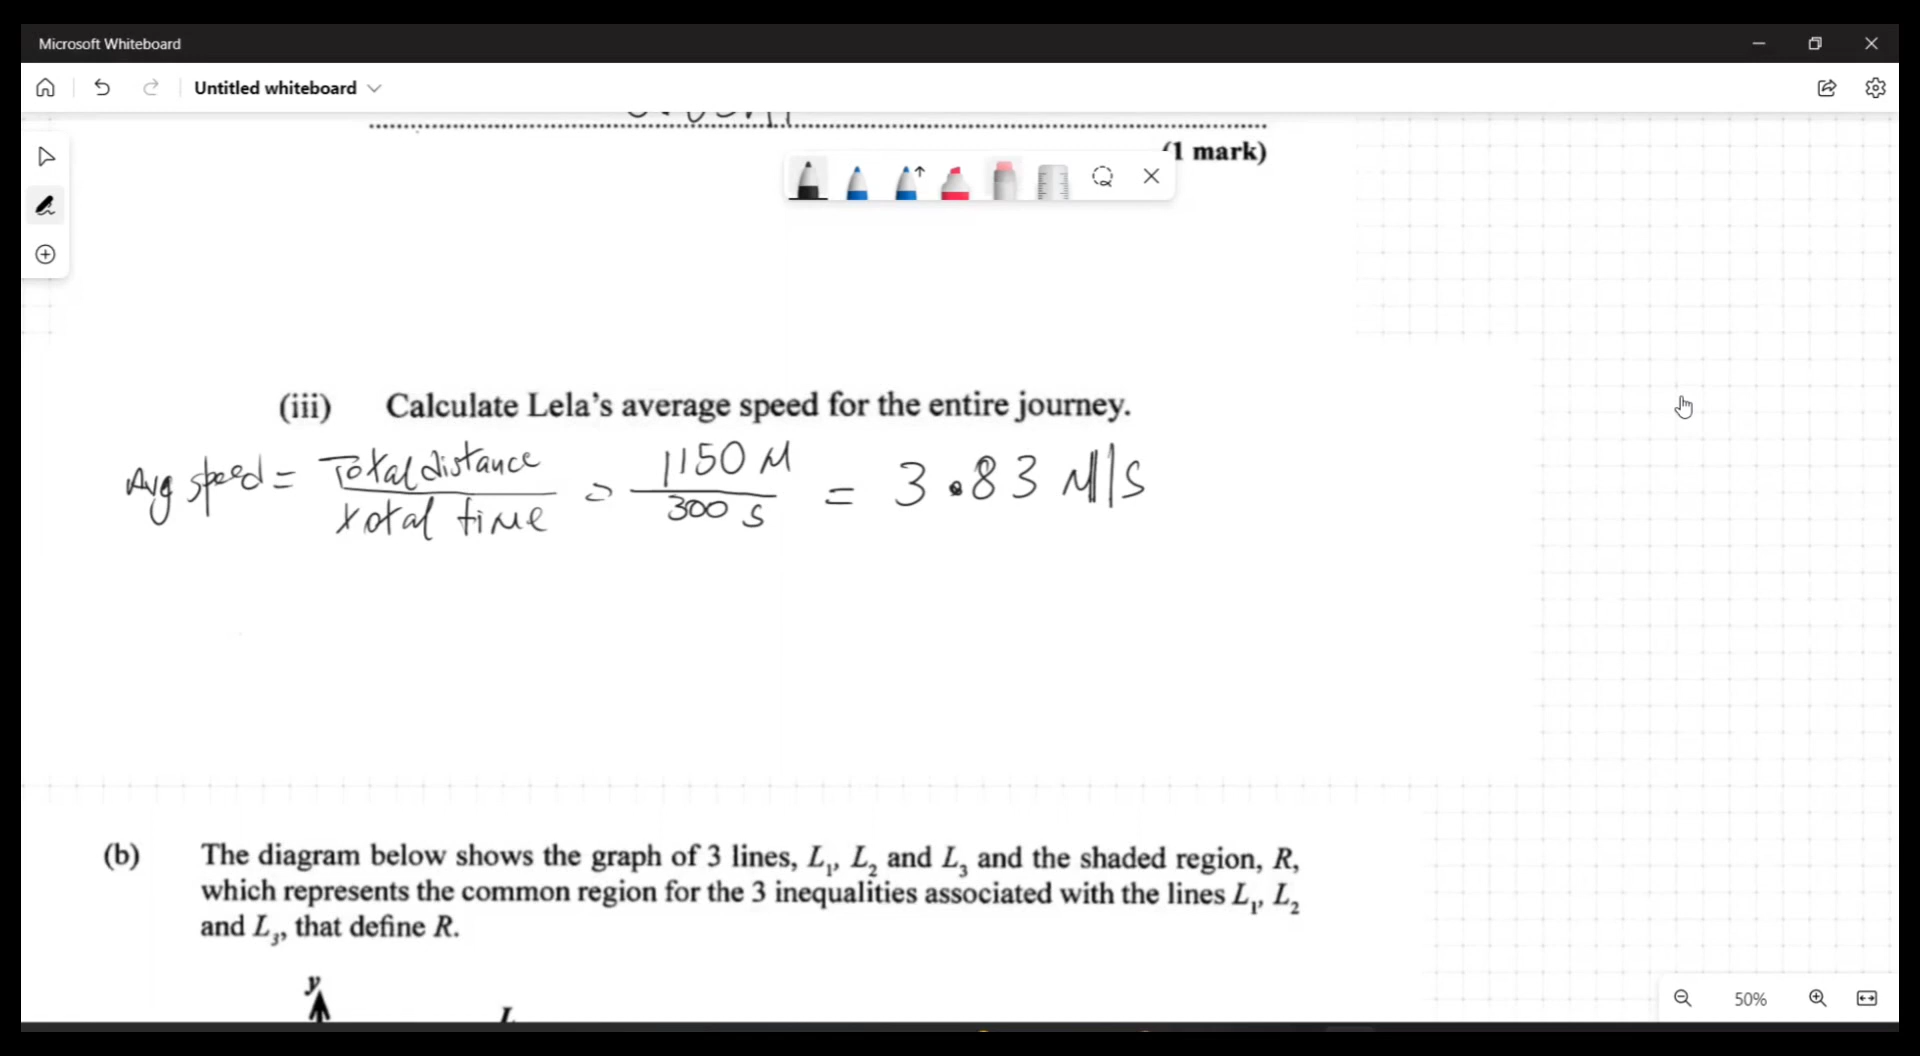 Microsoft Whiteboard
Untitled whiteboard
(1 mark)
(iii) Calculate Lela's average speed for the entire journey.
Avg speed = Total distance / total time = 1150 M / 300 s = 3.83 M/s
(b) The diagram below shows the graph of 3 lines, L₁, L₂ and L₃ and the shaded region, R,
which represents the common region for the 3 inequalities associated with the lines L₁, L₂
and L₃, that define R.
y
L
50%